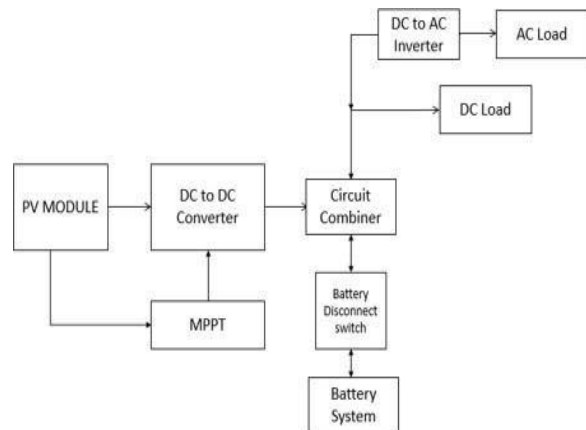 DC to AC
Inverter
AC Load
DC Load
PV MODULE
DC to DC
Converter
Circuit
Combiner
MPPT
Battery
Disconnect
switch
Battery
System